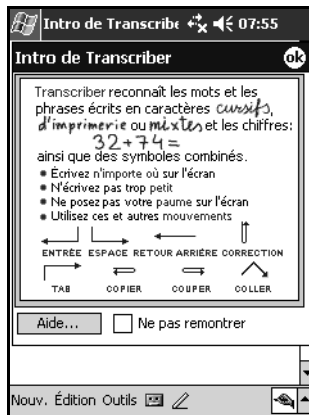 Intro de Transcribe 07:55
Intro de Transcriber ok
Transcriber reconnaît les mots et les
phrases écrits en caractères cursifs,
d'imprimerie ou mixtes et les chiffres:
32+74=
ainsi que des symboles combinés.
• Écrivez n'importe où sur l'écran
• N'écrivez pas trop petit
• Ne posez pas votre paume sur l'écran
• Utilisez ces et autres mouvements
ENTRÉE ESPACE RETOUR ARRIÈRE CORRECTION
TAB COPIER COUPER COLLER
Aide... Ne pas remontrer
Nouv. Édition Outils